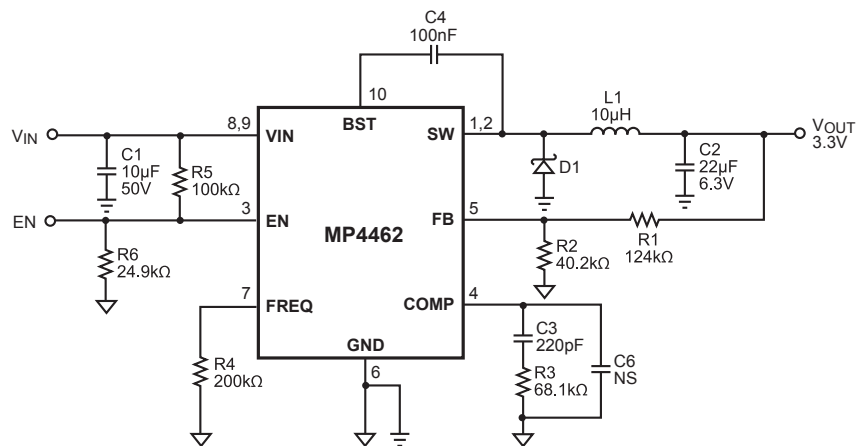 C4
100nF
10
L1
10µH
8,9
1,2
VIN
BST
SW
VIN
VOUT
3.3V
C1
10µF
50V
R5
100kΩ
D1
C2
22µF
6.3V
3
5
EN
EN
FB
MP4462
R1
124kΩ
R2
40.2kΩ
R6
24.9kΩ
7
4
FREQ
COMP
C3
220pF
GND
C6
NS
R4
200kΩ
6
R3
68.1kΩ